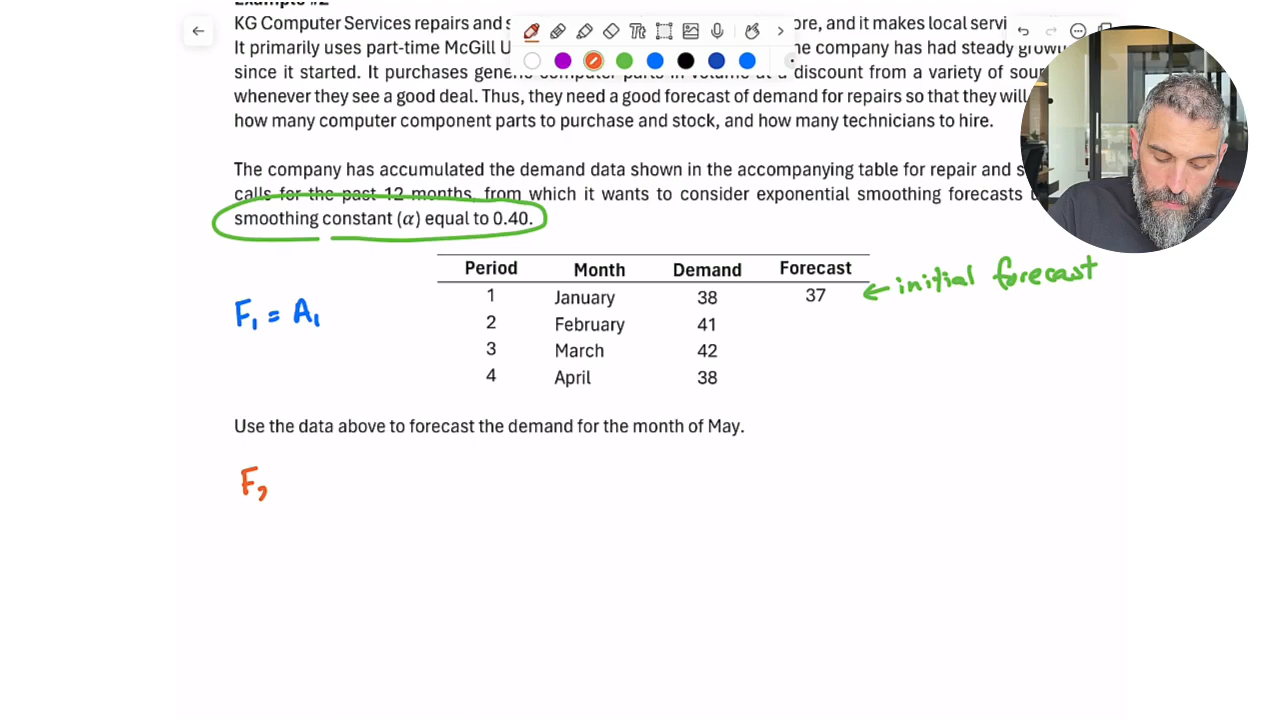 KG Computer Services repairs and ore, and it makes local servi
It primarily uses part-time McGill U he company has had steady growt
since it started. It purchases generic computer parts in volume at a discount from a variety of sour
whenever they see a good deal. Thus, they need a good forecast of demand for repairs so that they will
how many computer component parts to purchase and stock, and how many technicians to hire.
The company has accumulated the demand data shown in the accompanying table for repair and s
calls for the past 12 months, from which it wants to consider exponential smoothing forecasts
smoothing constant (α) equal to 0.40.
Period Month Demand Forecast
1 January 38 37 ← initial forecast
F₁ = A₁
2 February 41
3 March 42
4 April 38
Use the data above to forecast the demand for the month of May.
F₂